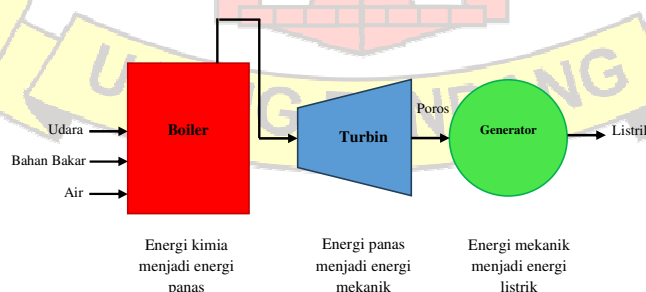 Udara
Bahan Bakar
Air
Boiler
Turbin
Poros
Generator
Listrik
Energi kimia
menjadi energi
panas
Energi panas
menjadi energi
mekanik
Energi mekanik
menjadi energi
listrik